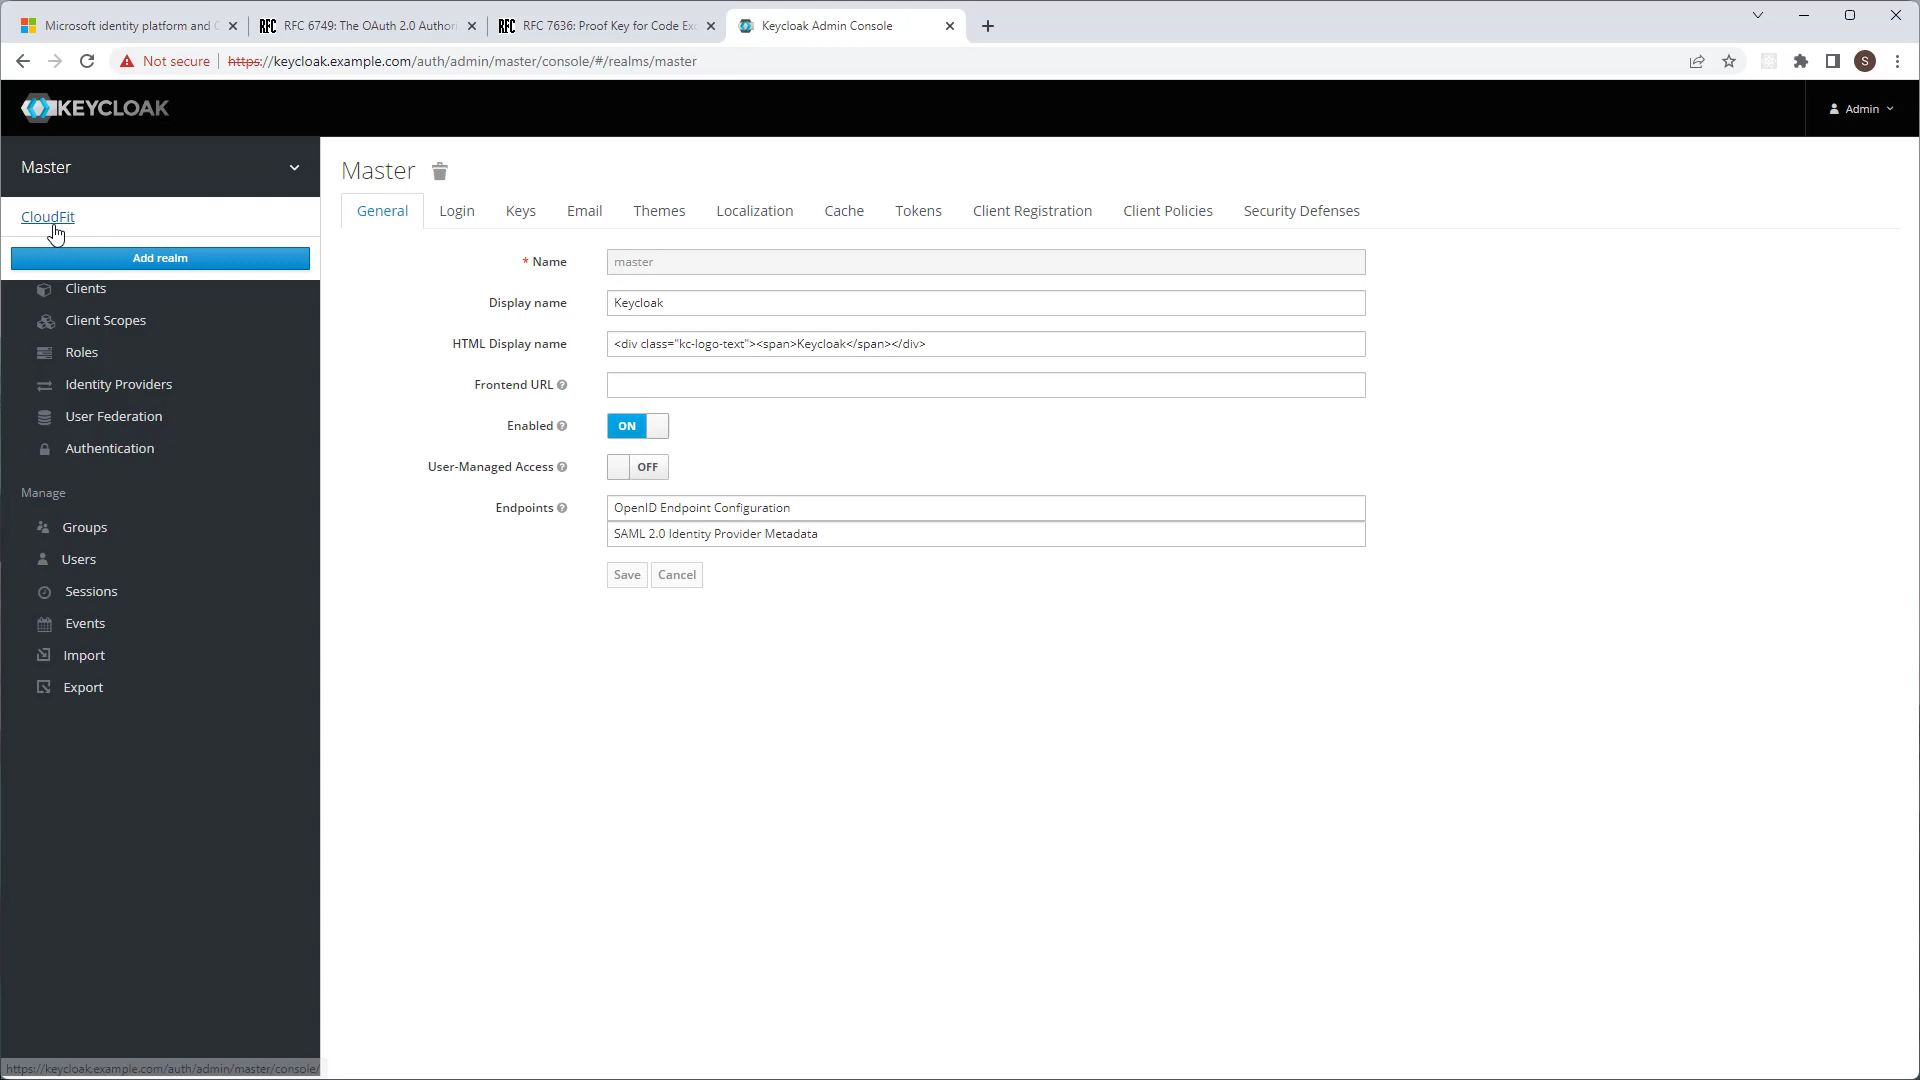 Microsoft identity platform and
RFC RFC 6749: The OAuth 2.0 Authori
RFC RFC 7636: Proof Key for Code Exc
Keycloak Admin Console
Not secure https://keycloak.example.com/auth/admin/master/console/#/realms/master
S
KEYCLOAK
Admin
Master
CloudFit
Add realm
Clients
Client Scopes
Roles
Identity Providers
User Federation
Authentication
Manage
Groups
Users
Sessions
Events
Import
Export
https://keycloak.example.com/auth/admin/master/console/
Master
General Login Keys Email Themes Localization Cache Tokens Client Registration Client Policies Security Defenses
* Name master
Display name Keycloak
HTML Display name <div class="kc-logo-text"><span>Keycloak</span></div>
Frontend URL
Enabled ON
User-Managed Access OFF
Endpoints OpenID Endpoint Configuration
SAML 2.0 Identity Provider Metadata
Save Cancel